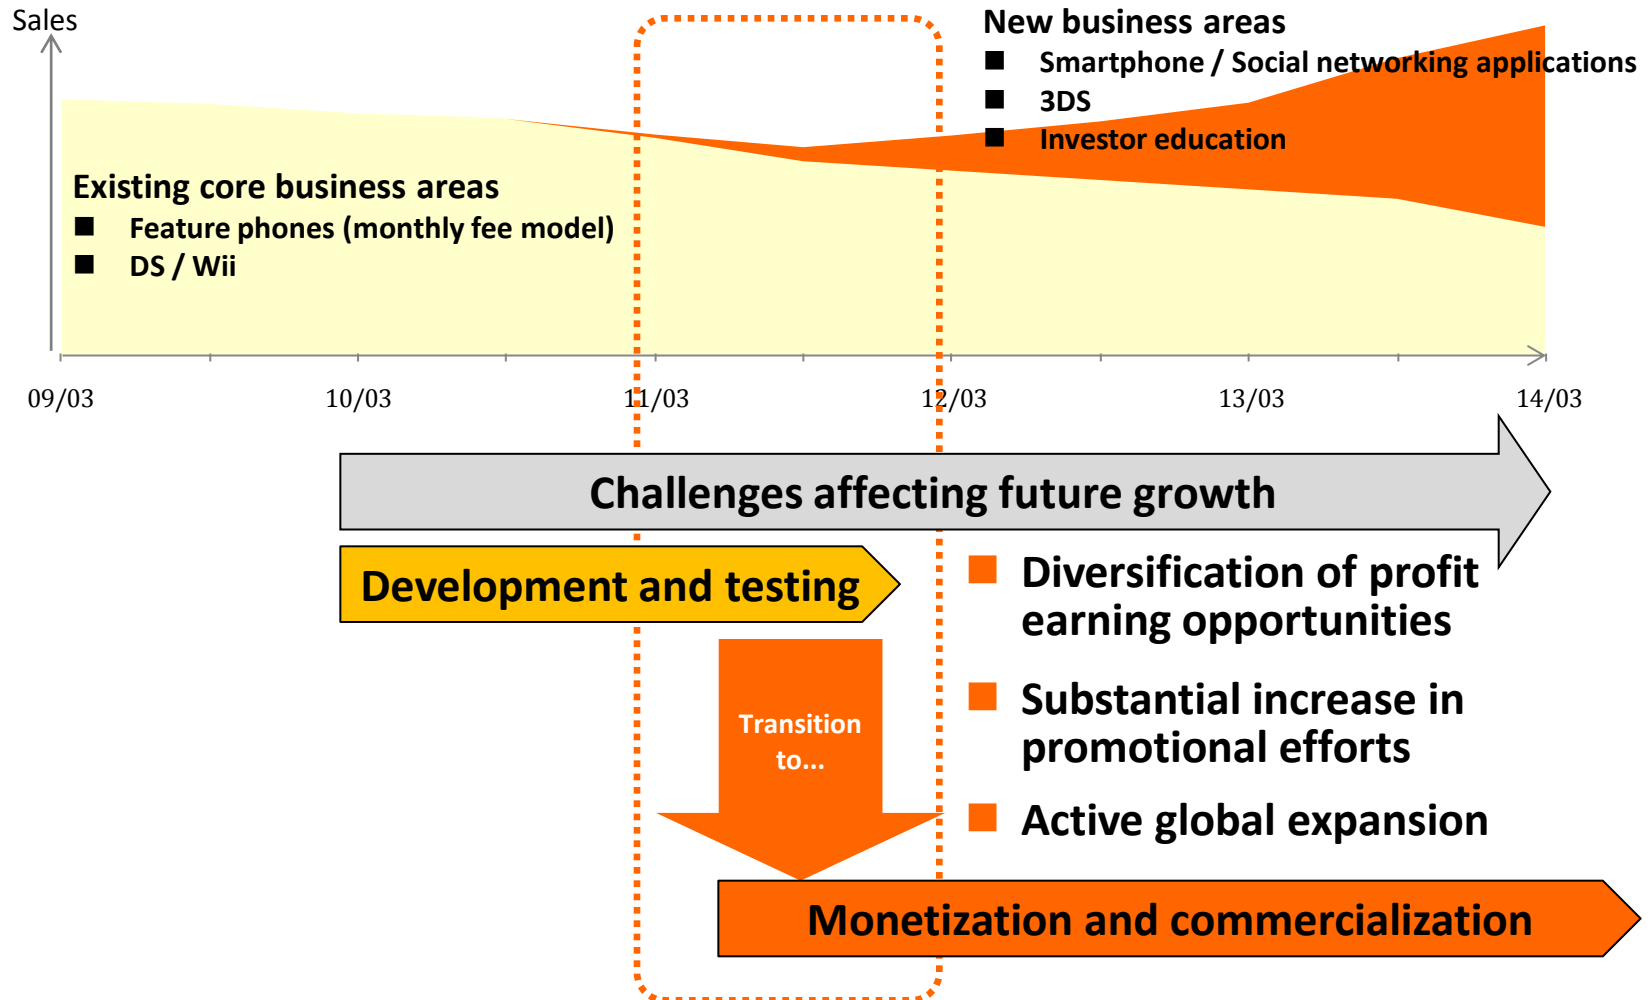 Sales
New business areas
■ Smartphone / Social networking applications
■ 3DS
■ Investor education
Existing core business areas
■ Feature phones (monthly fee model)
■ DS / Wii
09/03 10/03 11/03 12/03 13/03 14/03
Challenges affecting future growth
Development and testing
■ Diversification of profit
earning opportunities
■ Substantial increase in
promotional efforts
■ Active global expansion
Transition
to...
Monetization and commercialization